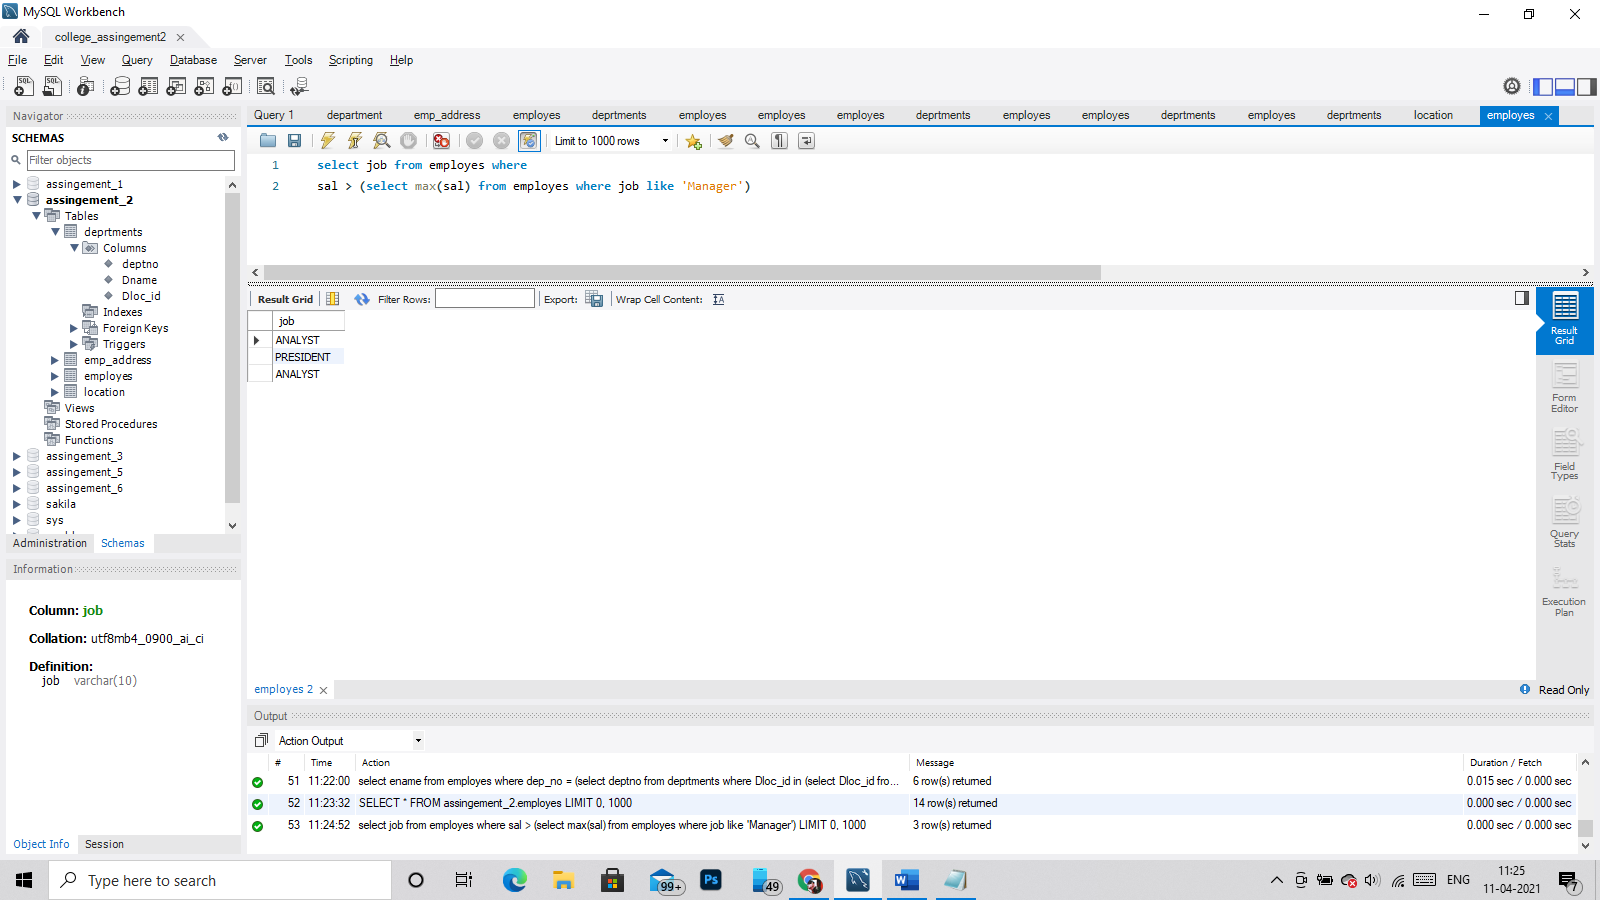 MySQL Workbench
college_assingement2
File Edit View Query Database Server Tools Scripting Help
Navigator
SCHEMAS
Filter objects
assingement_1
assingement_2
Tables
deprtments
Columns
deptno
Dname
Dloc_id
Indexes
Foreign Keys
Triggers
emp_address
employes
location
Views
Stored Procedures
Functions
assingement_3
assingement_5
assingement_6
sakila
sys
Administration Schemas
Information
Column: job
Collation: utf8mb4_0900_ai_ci
Definition:
job varchar(10)
Object Info Session
Query 1 department emp_address employes deprtments employes employes employes deprtments employes employes deprtments employes deprtments location employes
Limit to 1000 rows
1 select job from employes where
2 sal > (select max(sal) from employes where job like 'Manager')
Result Grid Filter Rows: Export: Wrap Cell Content:
job
ANALYST
PRESIDENT
ANALYST
Result
Grid
Form
Editor
Field
Types
Query
Stats
Execution
Plan
employes 2 Read Only
Output
Action Output
# Time Action Message Duration / Fetch
51 11:22:00 select ename from employes where dep_no = (select deptno from deprtments where Dloc_id in (select Dloc_id fro... 6 row(s) returned 0.015 sec / 0.000 sec
52 11:23:32 SELECT * FROM assingement_2.employes LIMIT 0, 1000 14 row(s) returned 0.000 sec / 0.000 sec
53 11:24:52 select job from employes where sal > (select max(sal) from employes where job like 'Manager') LIMIT 0, 1000 3 row(s) returned 0.000 sec / 0.000 sec
Type here to search
99+
Ps
49
W
ENG
11:25
11-04-2021
7